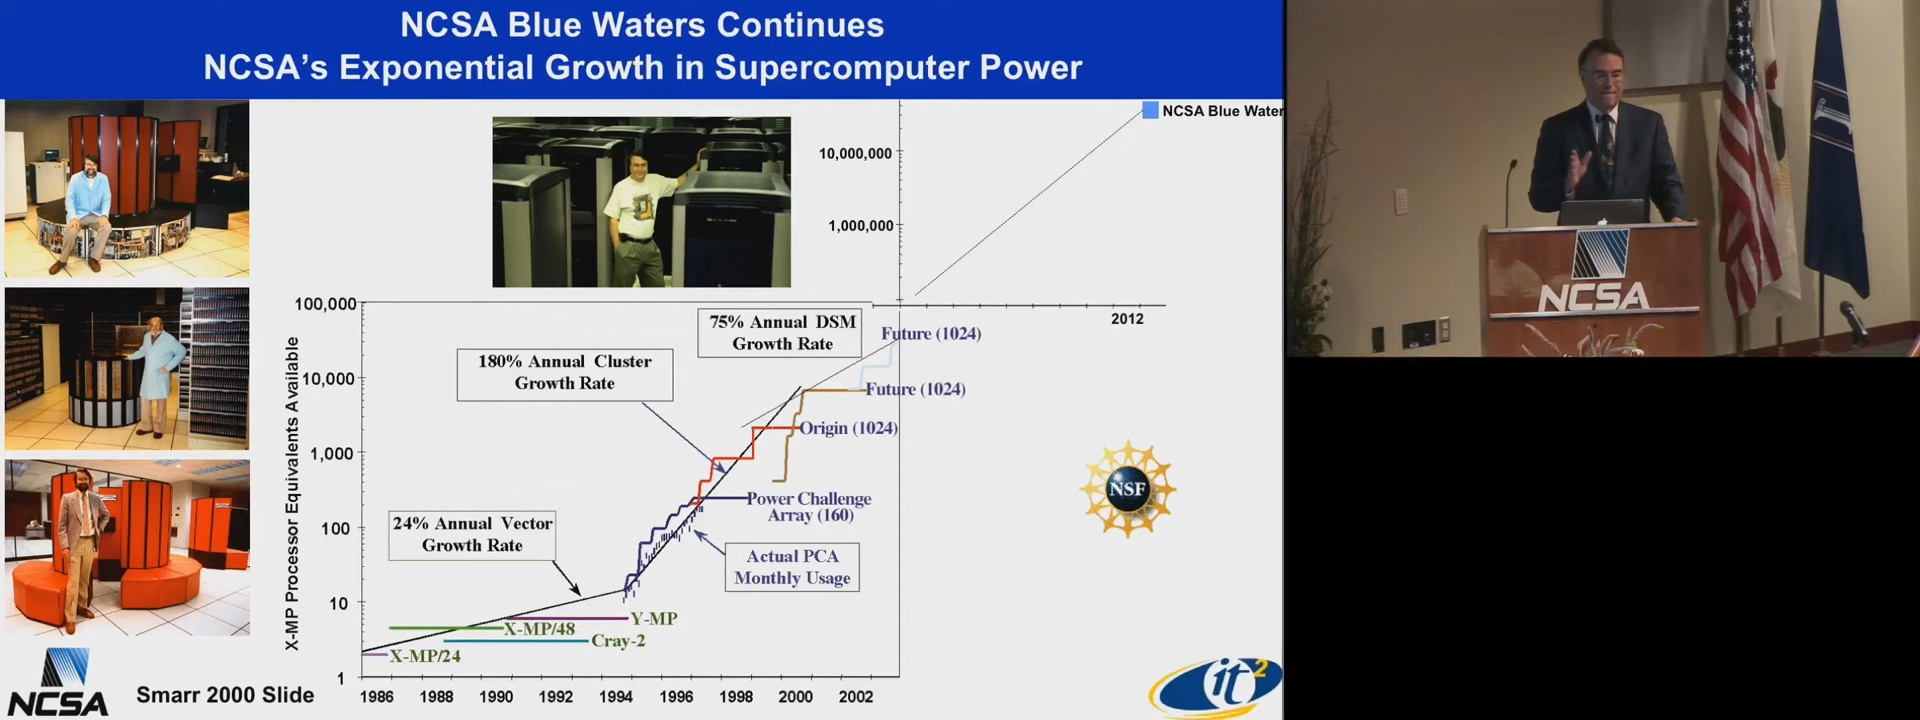 NCSA Blue Waters Continues
NCSA's Exponential Growth in Supercomputer Power
NCSA Blue Water
10,000,000
1,000,000
2012
100,000
10,000
1,000
100
10
1
X-MP Processor Equivalents Available
75% Annual DSM
Growth Rate
Future (1024)
180% Annual Cluster
Growth Rate
Future (1024)
Origin (1024)
Power Challenge
Array (160)
24% Annual Vector
Growth Rate
Actual PCA
Monthly Usage
Y-MP
X-MP/48
Cray-2
X-MP/24
1986 1988 1990 1992 1994 1996 1998 2000 2002
NSF
it2
NCSA
Smarr 2000 Slide
NCSA